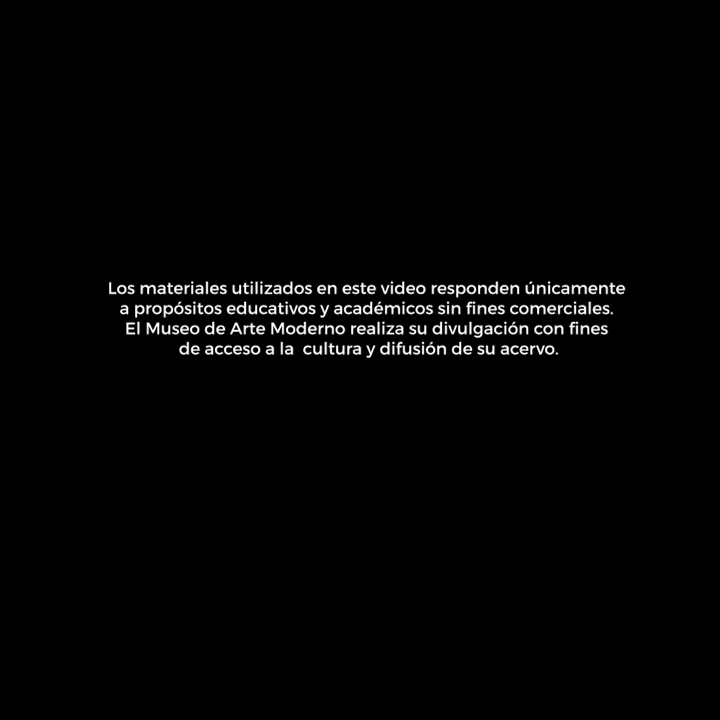 Los materiales utilizados en este video responden únicamente
a propósitos educativos y académicos sin fines comerciales.
El Museo de Arte Moderno realiza su divulgación con fines
de acceso a la  cultura y difusión de su acervo.